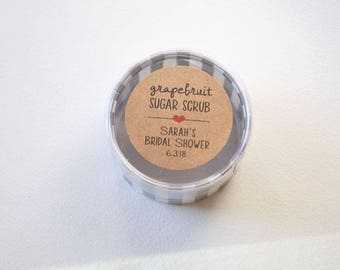 grapefruit
SUGAR SCRUB
SARAH'S
BRIDAL SHOWER
6.3.18